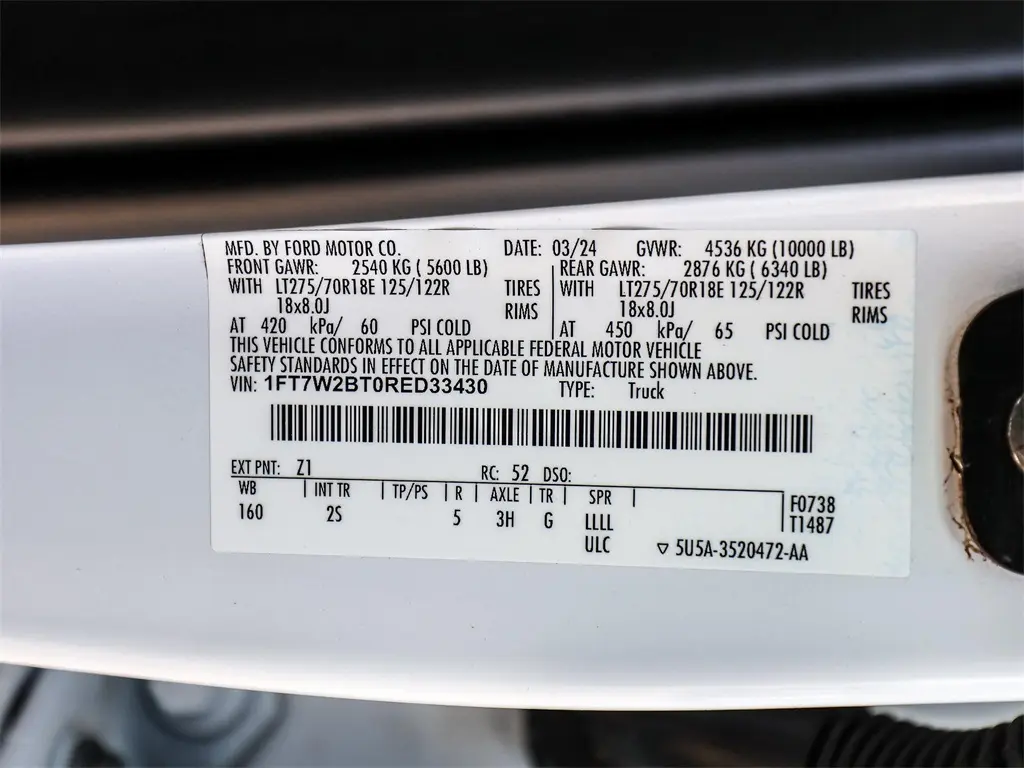 MFD. BY FORD MOTOR CO. DATE: 03/24 GVWR: 4536 KG (10000 LB)
FRONT GAWR: 2540 KG ( 5600 LB) REAR GAWR: 2876 KG ( 6340 LB)
WITH LT275/70R18E 125/122R TIRES WITH LT275/70R18E 125/122R TIRES
18x8.0J RIMS 18x8.0J RIMS
AT 420 kPa/ 60 PSI COLD AT 450 kPa/ 65 PSI COLD
THIS VEHICLE CONFORMS TO ALL APPLICABLE FEDERAL MOTOR VEHICLE
SAFETY STANDARDS IN EFFECT ON THE DATE OF MANUFACTURE SHOWN ABOVE.
VIN: 1FT7W2BT0RED33430 TYPE: Truck
EXT PNT: Z1 RC: 52 DSO:
WB INT TR TP/PS R AXLE TR SPR F0738
160 2S 5 3H G LLLL T1487
ULC 5U5A-3520472-AA